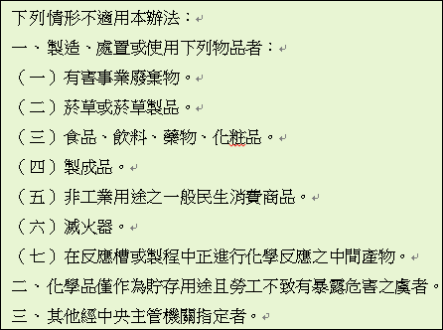 下列情形不適用本辦法：
一、製造、處置或使用下列物品者：
（一）有害事業廢棄物。
（二）菸草或菸草製品。
（三）食品、飲料、藥物、化粧品。
（四）製成品。
（五）非工業用途之一般民生消費商品。
（六）滅火器。
（七）在反應槽或製程中正進行化學反應之中間產物。
二、化學品僅作為貯存用途且勞工不致有暴露危害之虞者。
三、其他經中央主管機關指定者。